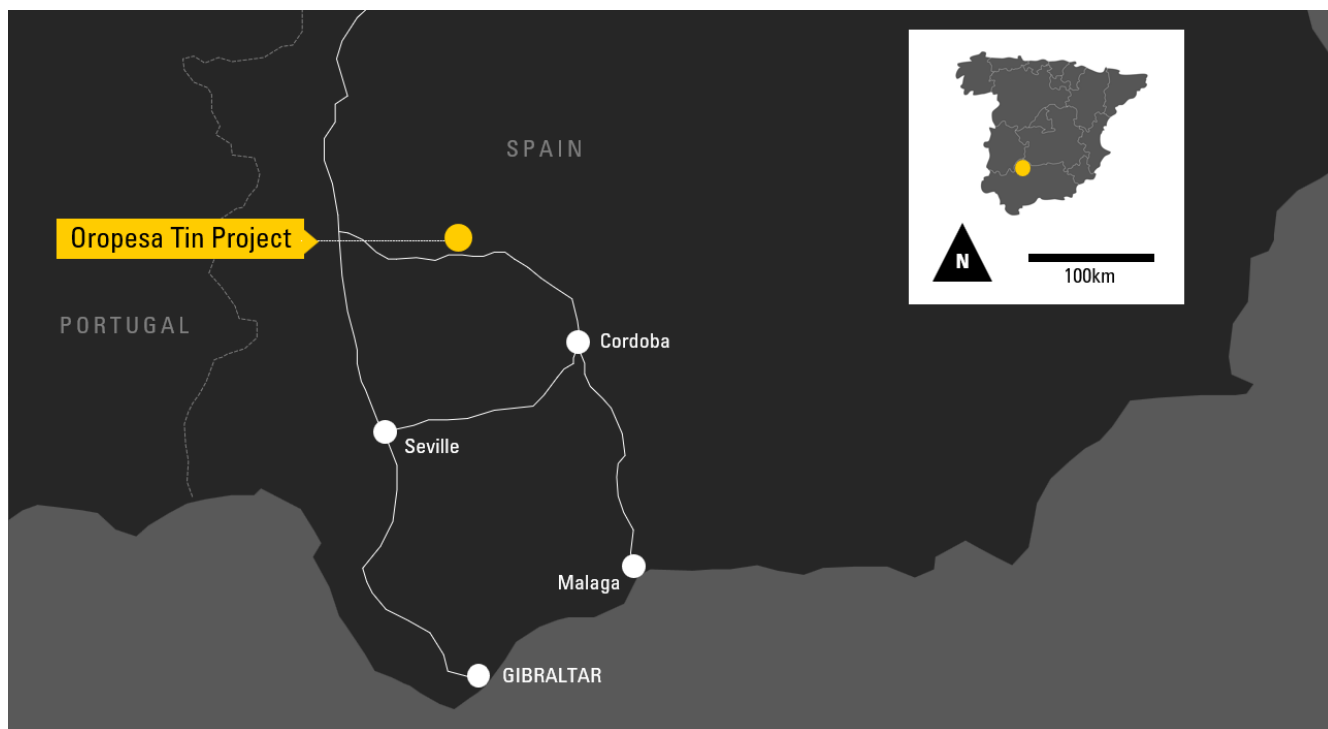 SPAIN
Oropesa Tin Project
N
100km
PORTUGAL
Cordoba
Seville
Malaga
GIBRALTAR